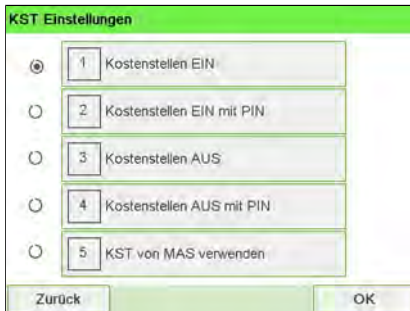 KST Einstellungen
1 Kostenstellen EIN
2 Kostenstellen EIN mit PIN
3 Kostenstellen AUS
4 Kostenstellen AUS mit PIN
5 KST von MAS verwenden
Zurück OK